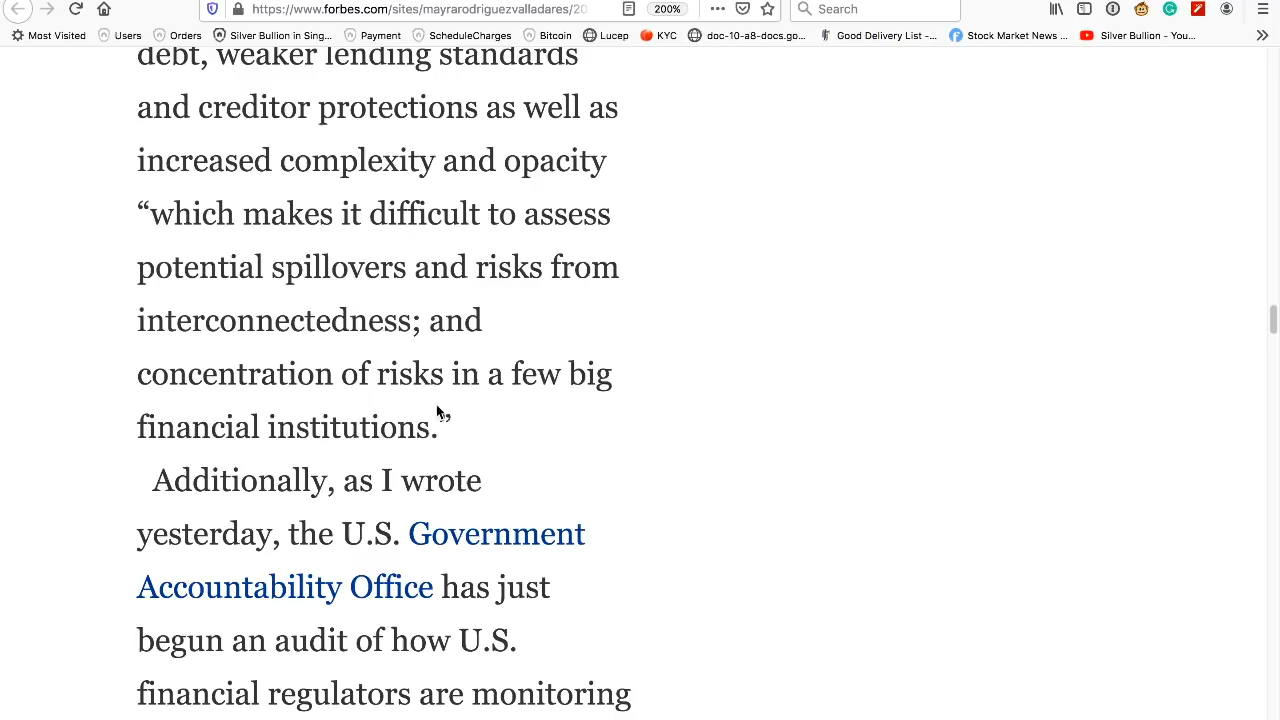 https://www.forbes.com/sites/mayrarodriguezvalladares/20
200%
Search
Most Visited
Users
Orders
Silver Bullion in Sing...
Payment
ScheduleCharges
Bitcoin
Lucep
KYC
doc-10-a8-docs.go...
Good Delivery List -...
Stock Market News ...
Silver Bullion - You...
debt, weaker lending standards
and creditor protections as well as
increased complexity and opacity
“which makes it difficult to assess
potential spillovers and risks from
interconnectedness; and
concentration of risks in a few big
financial institutions.”
Additionally, as I wrote
yesterday, the U.S. Government
Accountability Office has just
begun an audit of how U.S.
financial regulators are monitoring